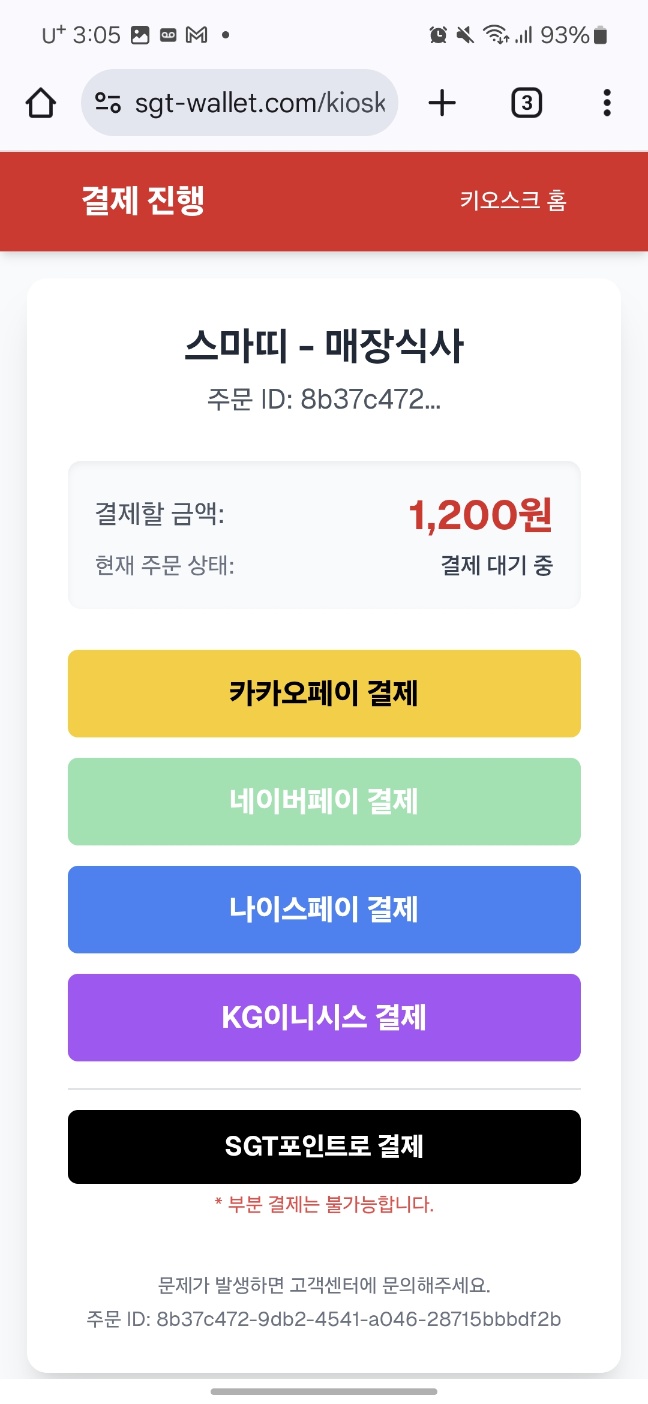 U⁺ 3:05
93%
sgt-wallet.com/kiosk
3
결제 진행
키오스크 홈
스마띠 - 매장식사
주문 ID: 8b37c472...
결제할 금액: 1,200원
현재 주문 상태: 결제 대기 중
카카오페이 결제
네이버페이 결제
나이스페이 결제
KG이니시스 결제
SGT포인트로 결제
* 부분 결제는 불가능합니다.
문제가 발생하면 고객센터에 문의해주세요.
주문 ID: 8b37c472-9db2-4541-a046-28715bbbdf2b